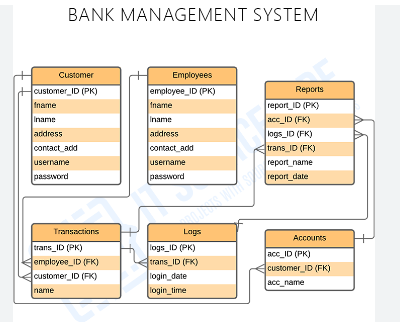 BANK MANAGEMENT SYSTEM
Customer
customer_ID (PK)
fname
lname
address
contact_add
username
password
Employees
employee_ID (PK)
fname
lname
address
contact_add
username
password
Reports
report_ID (PK)
acc_ID (FK)
logs_ID (FK)
trans_ID (FK)
report_name
report_date
Transactions
trans_ID (PK)
employee_ID (FK)
customer_ID (FK)
name
Logs
logs_ID (PK)
trans_ID (FK)
login_date
login_time
Accounts
acc_ID (PK)
customer_ID (FK)
acc_name